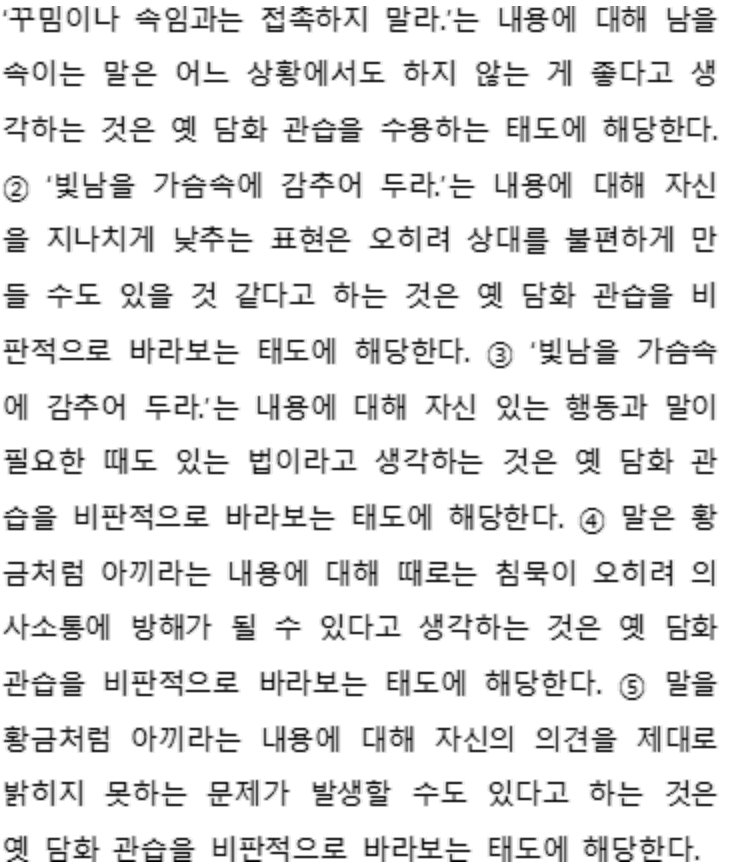 ‘꾸밈이나 속임과는 접촉하지 말라.’는 내용에 대해 남을
속이는 말은 어느 상황에서도 하지 않는 게 좋다고 생
각하는 것은 옛 담화 관습을 수용하는 태도에 해당한다.
② ‘빛남을 가슴속에 감추어 두라.’는 내용에 대해 자신
을 지나치게 낮추는 표현은 오히려 상대를 불편하게 만
들 수도 있을 것 같다고 하는 것은 옛 담화 관습을 비
판적으로 바라보는 태도에 해당한다. ③ ‘빛남을 가슴속
에 감추어 두라.’는 내용에 대해 자신 있는 행동과 말이
필요한 때도 있는 법이라고 생각하는 것은 옛 담화 관
습을 비판적으로 바라보는 태도에 해당한다. ④ 말은 황
금처럼 아끼라는 내용에 대해 때로는 침묵이 오히려 의
사소통에 방해가 될 수 있다고 생각하는 것은 옛 담화
관습을 비판적으로 바라보는 태도에 해당한다. ⑤ 말을
황금처럼 아끼라는 내용에 대해 자신의 의견을 제대로
밝히지 못하는 문제가 발생할 수도 있다고 하는 것은
옛 담화 관습을 비판적으로 바라보는 태도에 해당한다.